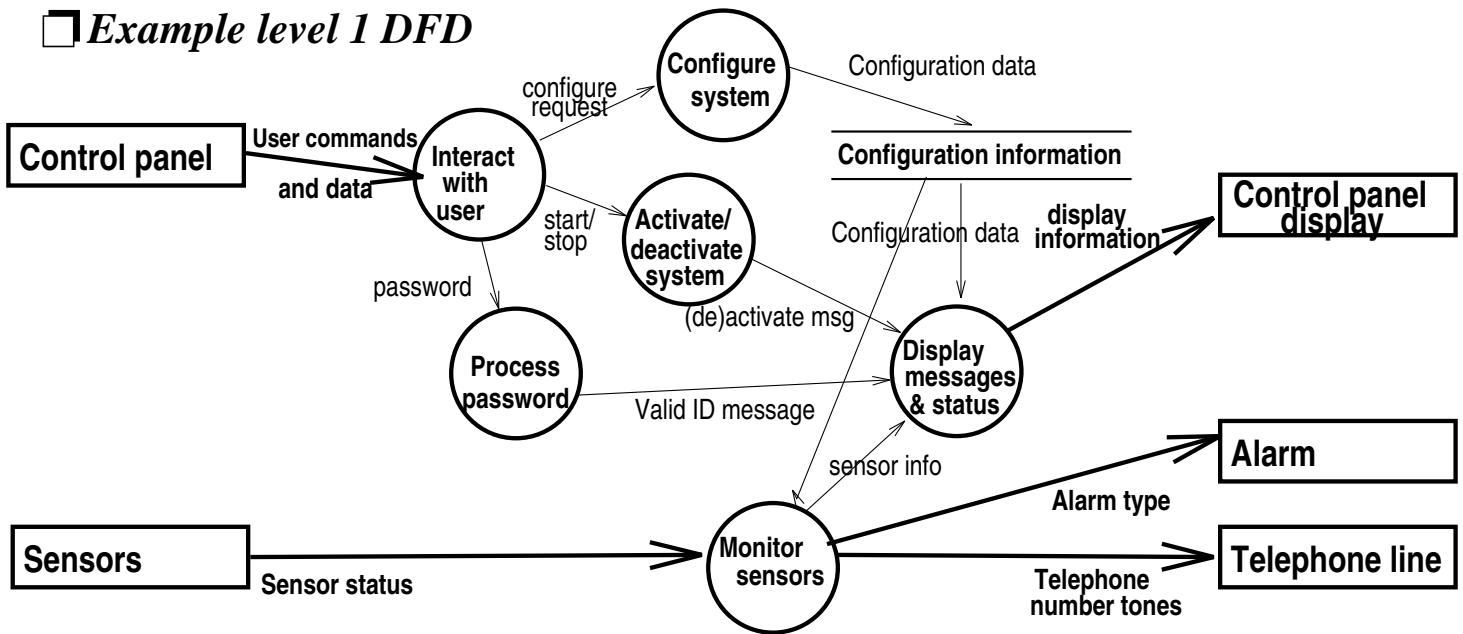 Example level 1 DFD
Configure
system
Configuration data
configure
request
Control panel
User commands
and data
Interact
with
user
Configuration information
start/
stop
Activate/
deactivate
system
Configuration data
display
information
Control panel
display
password
(de)activate msg
Process
password
Valid ID message
Display
messages
& status
sensor info
Alarm
Alarm type
Sensors
Sensor status
Monitor
sensors
Telephone line
Telephone
number tones